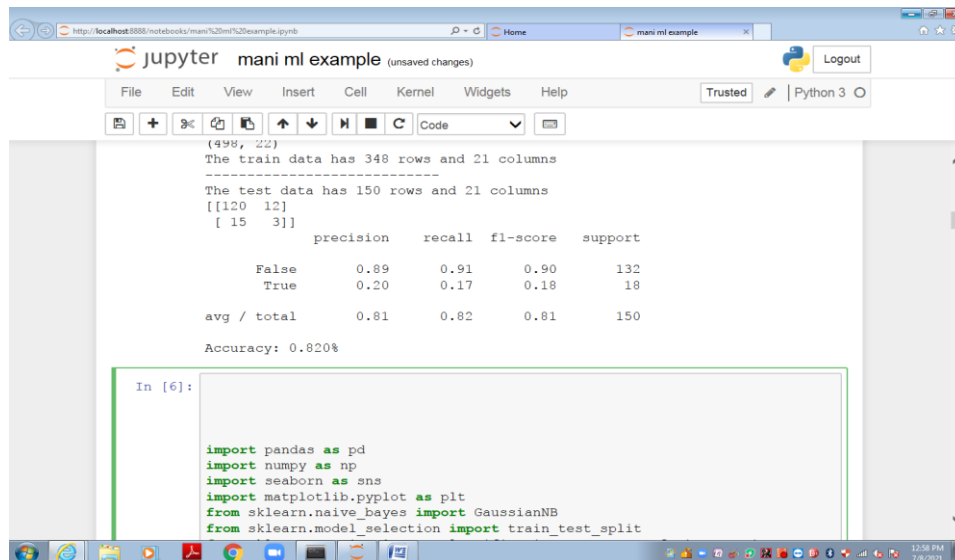 http://localhost:8888/notebooks/mani%20ml%20example.ipynb
Home
mani ml example
jupyter mani ml example (unsaved changes)
Logout
File Edit View Insert Cell Kernel Widgets Help
Trusted
Python 3
Code
(498, 22)
The train data has 348 rows and 21 columns
----------------------------
The test data has 150 rows and 21 columns
[[120 12]
[ 15 3]]
precision recall f1-score support
False 0.89 0.91 0.90 132
True 0.20 0.17 0.18 18
avg / total 0.81 0.82 0.81 150
Accuracy: 0.820%
In [6]:
import pandas as pd
import numpy as np
import seaborn as sns
import matplotlib.pyplot as plt
from sklearn.naive_bayes import GaussianNB
from sklearn.model_selection import train_test_split
12:58 PM
7/8/2021